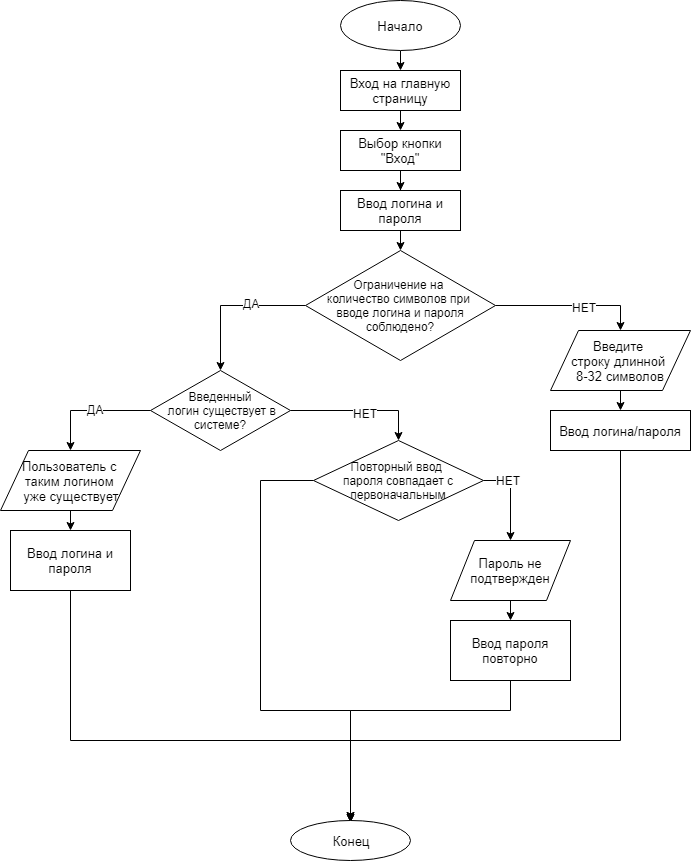 Начало
Вход на главную
страницу
Выбор кнопки
"Вход"
Ввод логина и
пароля
Ограничение на
количество символов при
вводе логина и пароля
соблюдено?
ДА
НЕТ
Введите
строку длинной
8-32 символов
Ввод логина/пароля
Введенный
логин существует в
системе?
ДА
НЕТ
Пользователь с
таким логином
уже существует
Ввод логина и
пароля
Повторный ввод
пароля совпадает с
первоначальным
НЕТ
Пароль не
подтвержден
Ввод пароля
повторно
Конец